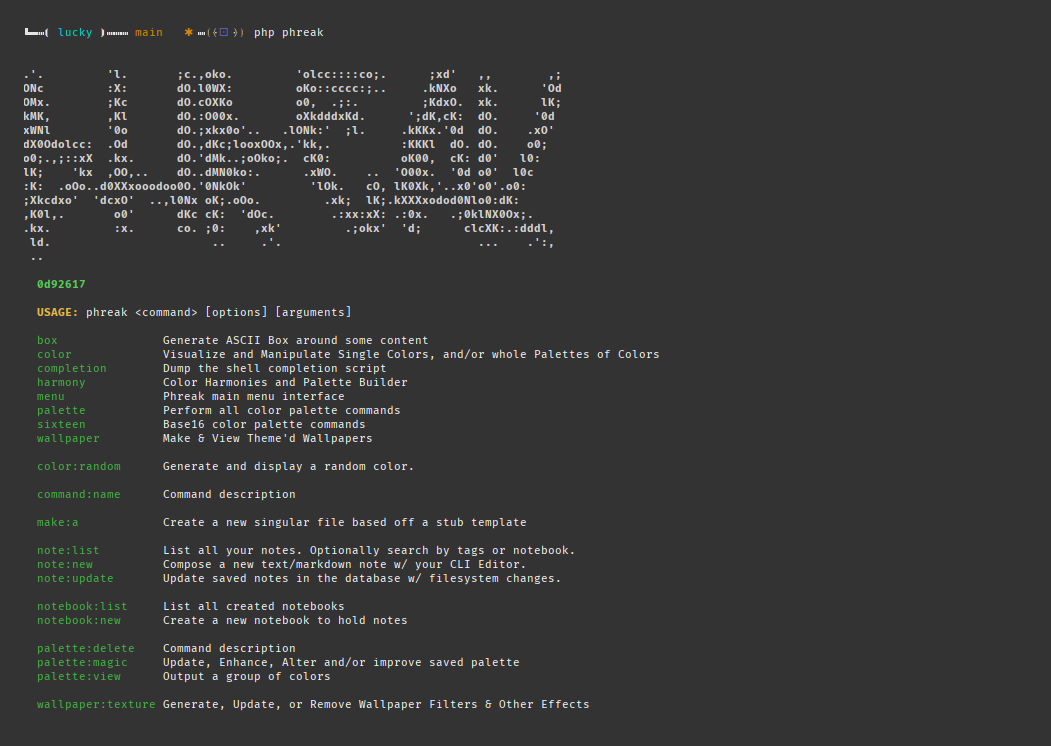 lucky main php phreak
.'.         'l.       ;c.,oko.         'olcc::::co;.      ;xd'   ,,        ,;
ONc         :X:       dO.l0WX:         oKo::cccc:;..     .kNXo  xk.       'Od
OMx.        ;Kc       dO.cOXKo         o0,  .;:.         ;KdxO.  xk.      lK;
kMK,        ,Kl       dO.:O00x.        oXkdddxKd.      ';dK,cK:  dO.     '0d
xWNl        '0o       dO.;xkx0o'..   .lONk:'  ;l.     .kKKx.'0d  dO.    .xO'
dX0Odolcc:  .Od       dO.,dKc;looxOOx,.'kk,.          :KKKl  dO. dO.    o0;
o0;.,;::xX  .kx.      dO.'dMk..;oOko;.  cK0:          oK00,  cK: d0'   l0:
lK;    'kx  ,OO,..    dO..dMN0ko:.        .xWO.    ..  'O00x.  '0d o0'  l0c
:K:  .oOo..d0XXxooodoo0O.'0NkOk'         'lOk.   cO, lK0Xk,'..x0'o0'.o0:
;Xkcdxo'  'dcxO'  ..,l0Nx oK;.oOo.         .xk;  lK;.kXXXxodod0Nlo0:dK:
,K0l,.       o0'      dKc cK:  'dOc.        .:xx:xX: .:0x.   .;0klNX0Ox;.
.kx.         :x.      co. ;0:    ,xk'         .;okx'  'd;      clcXK:.:dddl,
ld.                       ..     .'.                            ...    .':,
..
0d92617
USAGE: phreak <command> [options] [arguments]
box Generate ASCII Box around some content
color Visualize and Manipulate Single Colors, and/or whole Palettes of Colors
completion Dump the shell completion script
harmony Color Harmonies and Palette Builder
menu Phreak main menu interface
palette Perform all color palette commands
sixteen Base16 color palette commands
wallpaper Make & View Theme'd Wallpapers
color:random Generate and display a random color.
command:name Command description
make:a Create a new singular file based off a stub template
note:list List all your notes. Optionally search by tags or notebook.
note:new Compose a new text/markdown note w/ your CLI Editor.
note:update Update saved notes in the database w/ filesystem changes.
notebook:list List all created notebooks
notebook:new Create a new notebook to hold notes
palette:delete Command description
palette:magic Update, Enhance, Alter and/or improve saved palette
palette:view Output a group of colors
wallpaper:texture Generate, Update, or Remove Wallpaper Filters & Other Effects